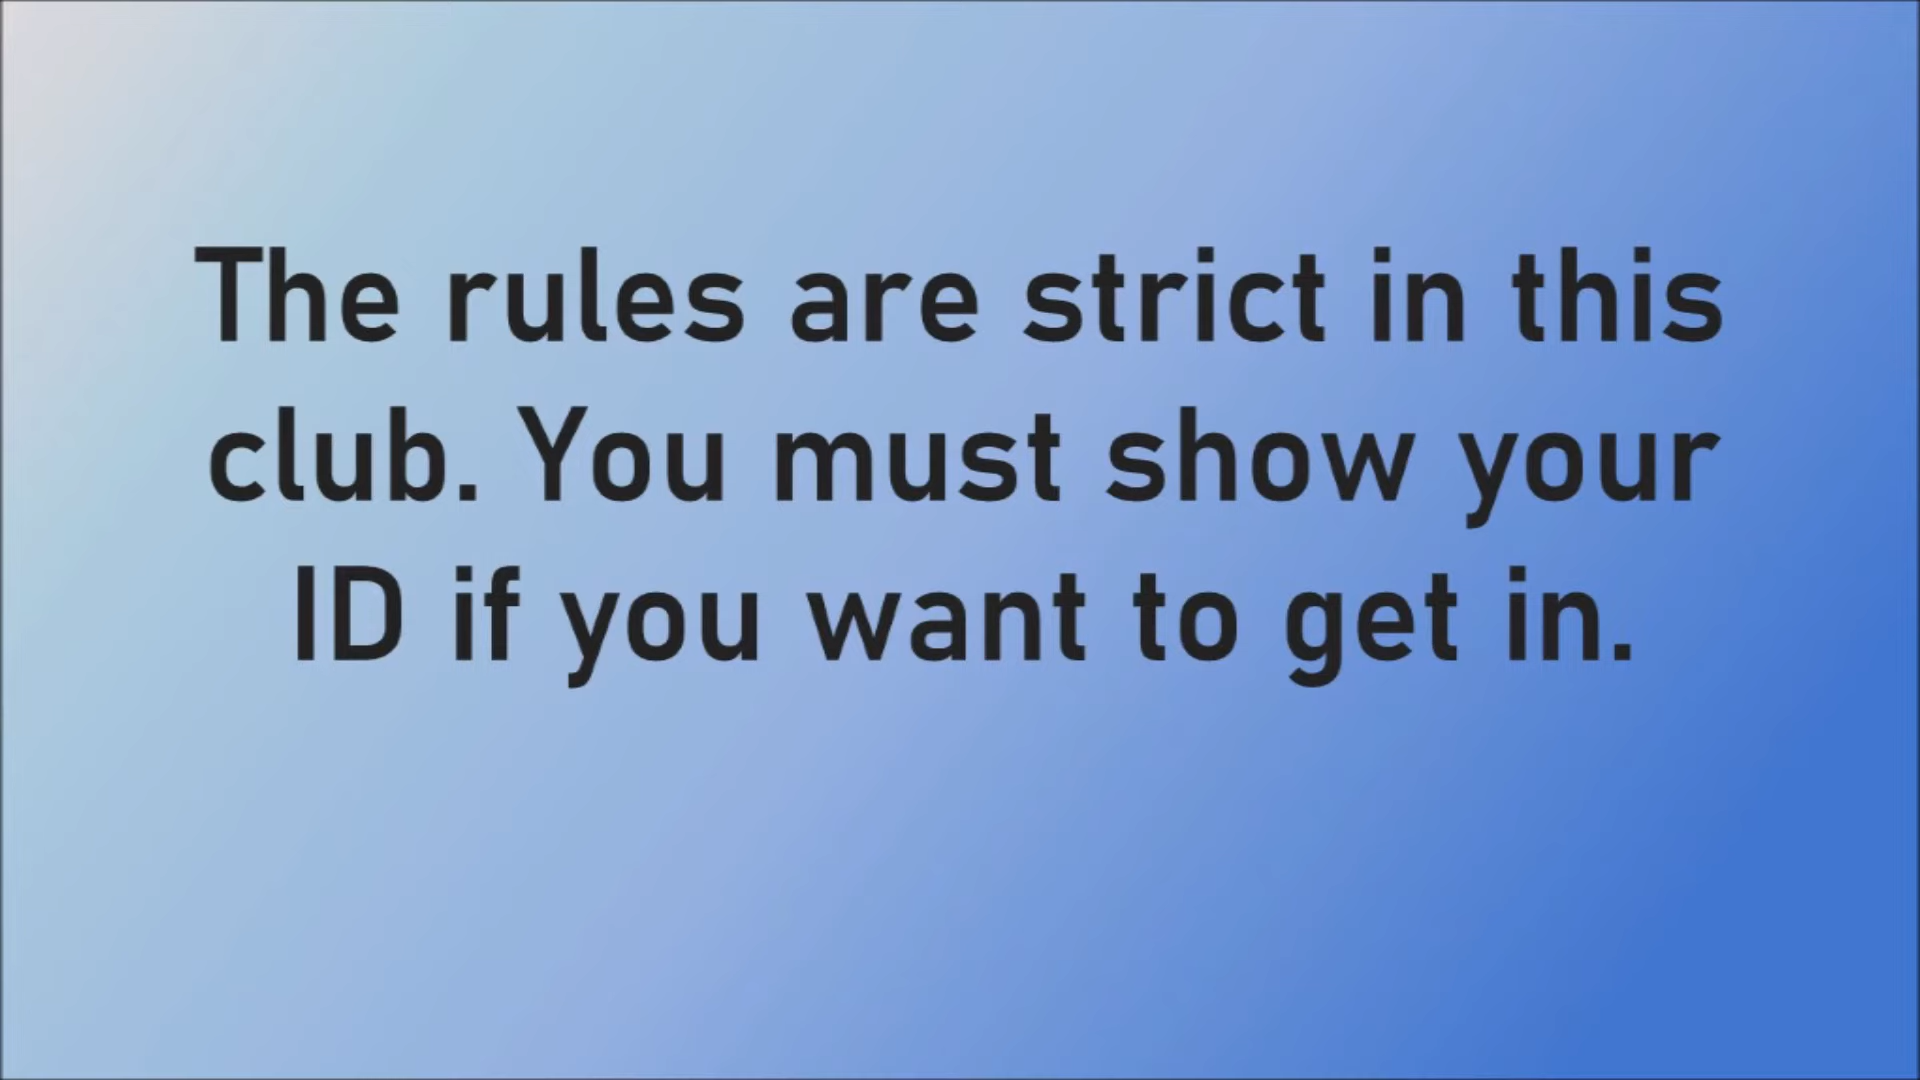 The rules are strict in this
club. You must show your
ID if you want to get in.